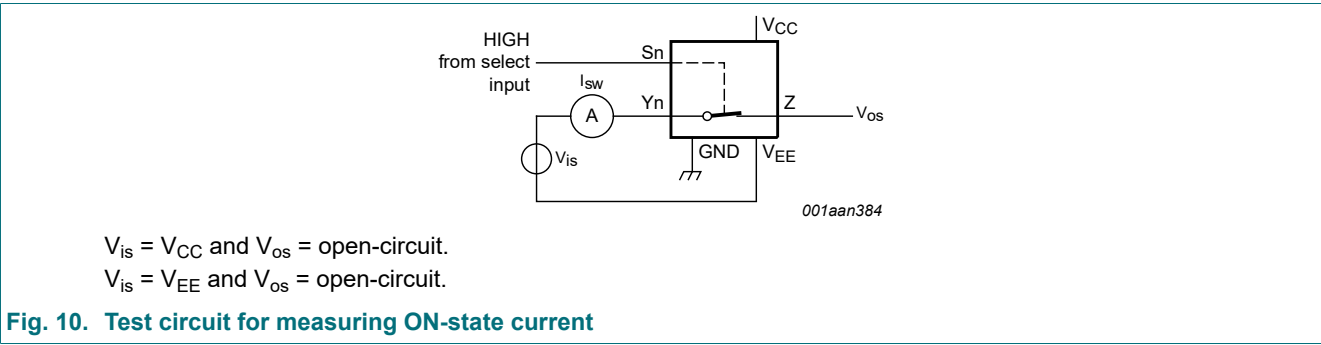 VCC
HIGH
from select
input
Sn
Isw
A
Yn
Z
Vos
Vis
GND
VEE
001aan384
Vis = VCC and Vos = open-circuit.
Vis = VEE and Vos = open-circuit.
Fig. 10. Test circuit for measuring ON-state current